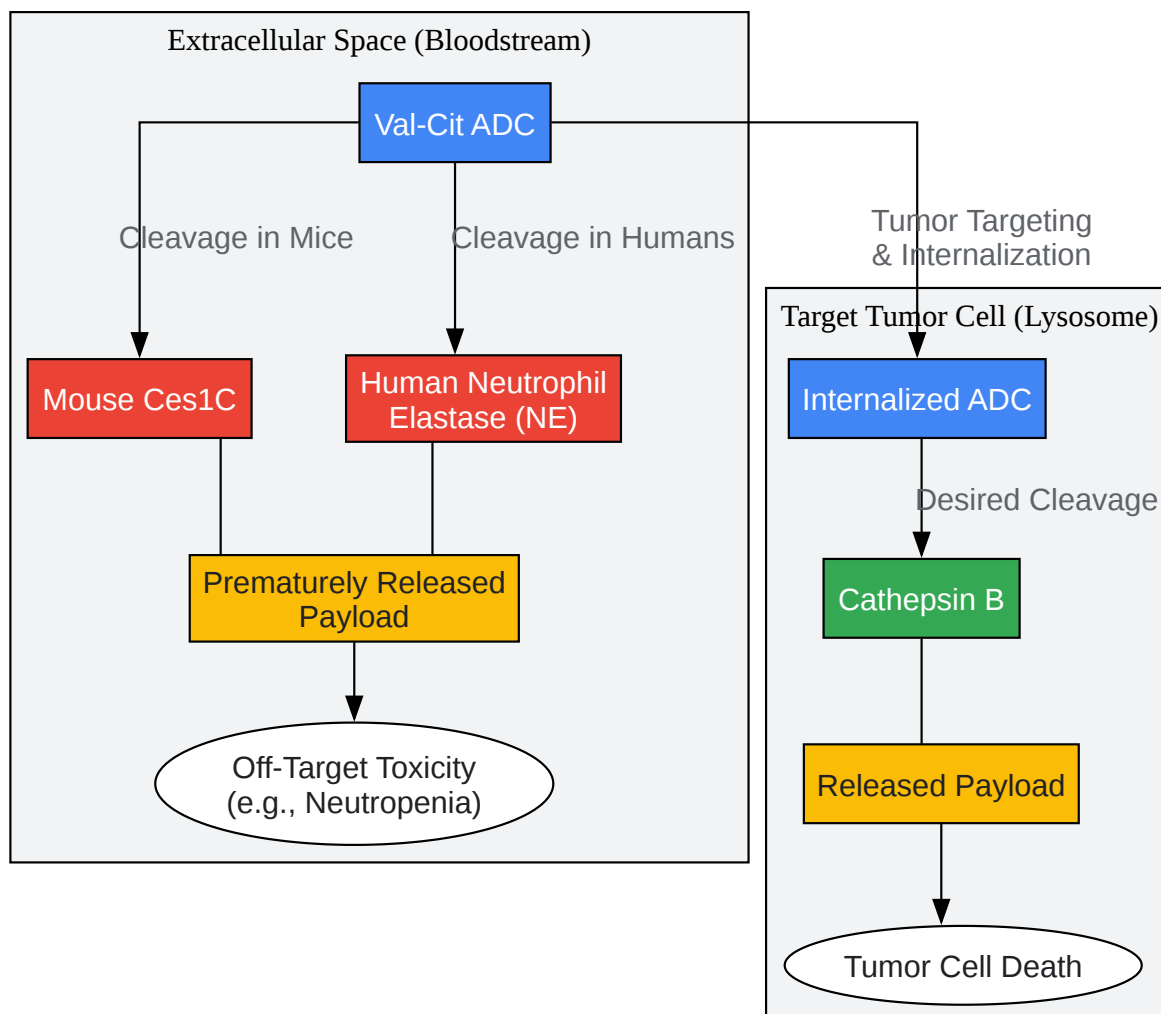 Extracellular Space (Bloodstream)
Val-Cit ADC
Cleavage in Mice
Cleavage in Humans
Tumor Targeting
& Internalization
Target Tumor Cell (Lysosome)
Mouse Ces1C
Human Neutrophil
Elastase (NE)
Internalized ADC
Desired Cleavage
Prematurely Released
Payload
Cathepsin B
Off-Target Toxicity
(e.g., Neutropenia)
Released Payload
Tumor Cell Death